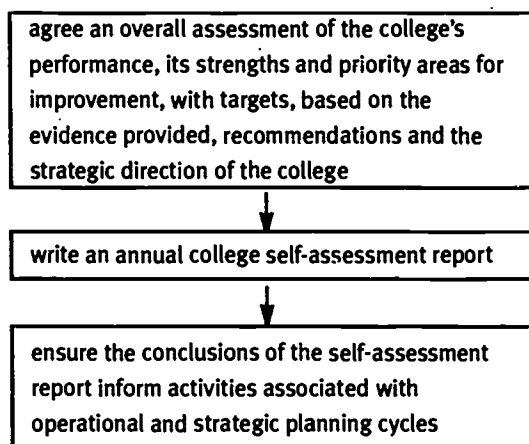 agree an overall assessment of the college's
performance, its strengths and priority areas for
improvement, with targets, based on the
evidence provided, recommendations and the
strategic direction of the college
write an annual college self-assessment report
ensure the conclusions of the self-assessment
report inform activities associated with
operational and strategic planning cycles